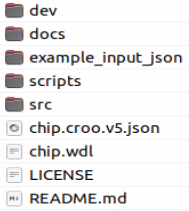 dev
docs
example_input_json
scripts
src
chip.croo.v5.json
chip.wdl
LICENSE
README.md